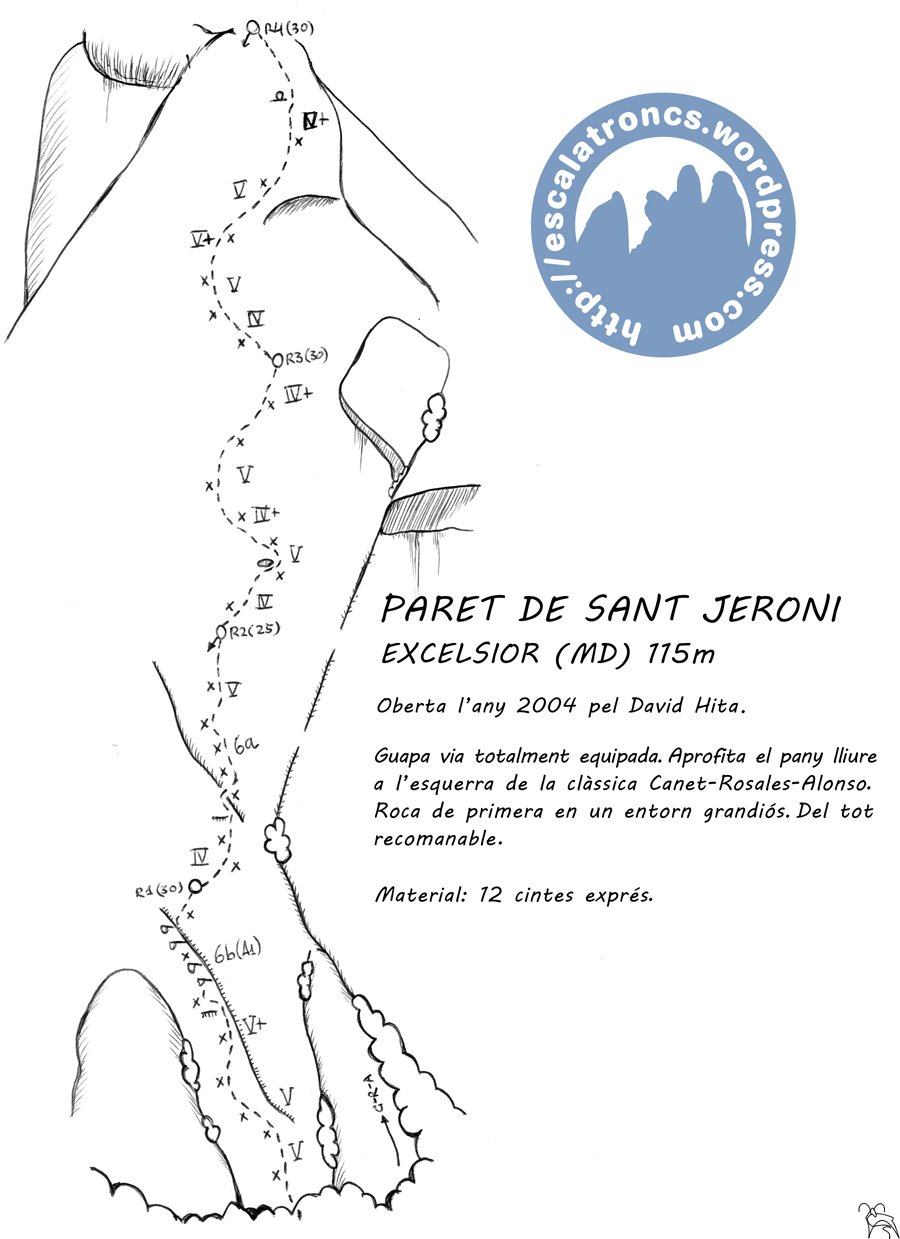 R4(30)
IV+
V
V+
V
IV
R3(30)
IV+
V
IV+
V
IV
R2(25)
V
6a
IV
R1(30)
6b(A1)
V+
V
V
C-R-A
http://escalatroncs.wordpress.com
PARET DE SANT JERONI
EXCELSIOR (MD) 115m
Oberta l'any 2004 pel David Hita.
Guapa via totalment equipada. Aprofita el pany lliure
a l'esquerra de la clàssica Canet-Rosales-Alonso.
Roca de primera en un entorn grandiós. Del tot
recomanable.
Material: 12 cintes exprés.